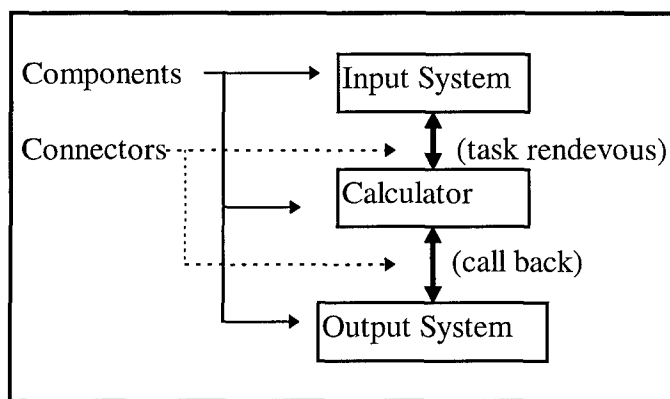 Components
Input System
Connectors
(task rendevous)
Calculator
(call back)
Output System